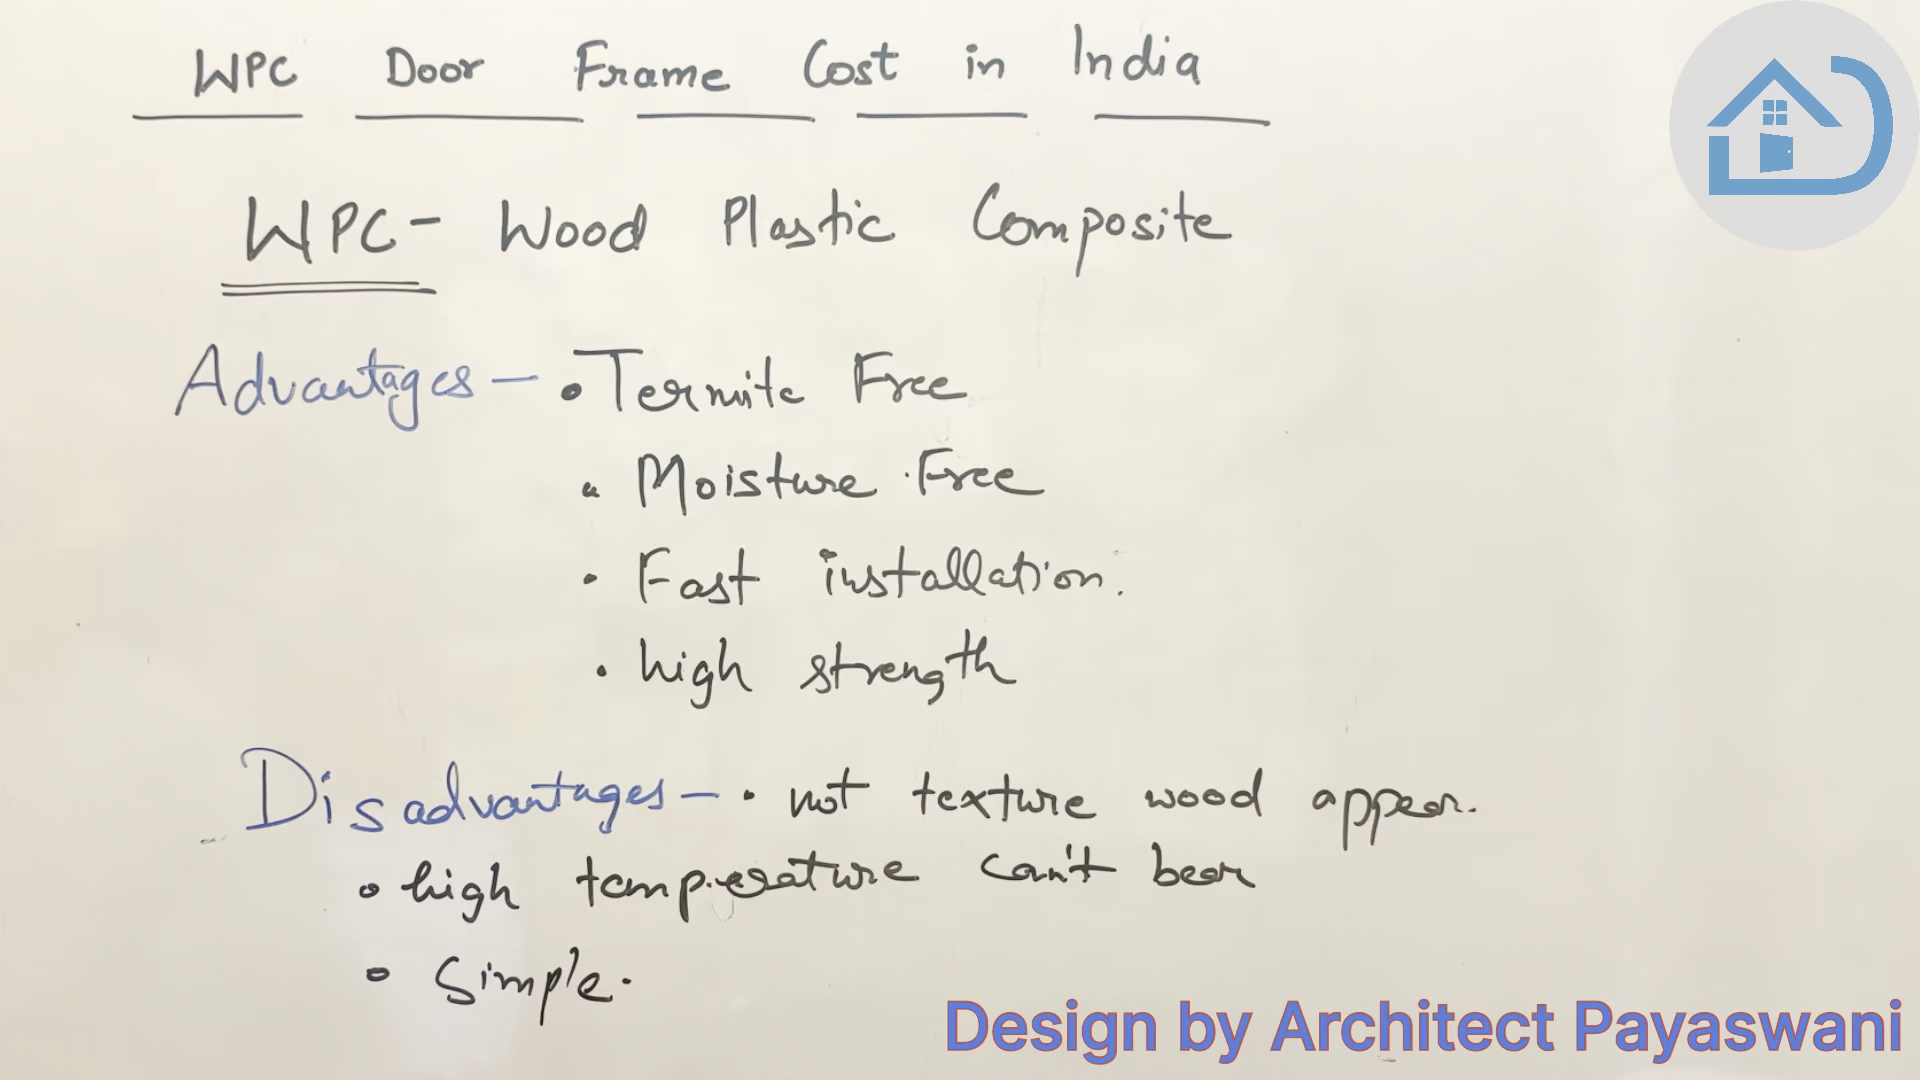 WPC Door Frame Cost in India
WPC - Wood Plastic Composite
Advantages - • Termite Free
• Moisture Free
• Fast installation.
• high strength
Disadvantages - • not texture wood appear.
• high temperature can't bear
• Simple.
Design by Architect Payaswani